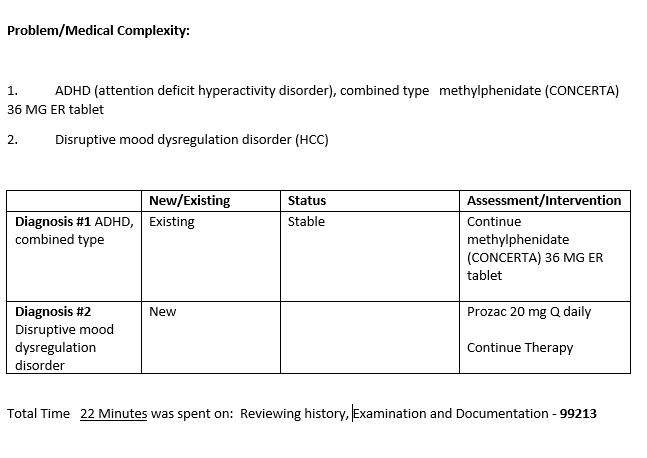 Problem/Medical Complexity:
1. ADHD (attention deficit hyperactivity disorder), combined type methylphenidate (CONCERTA)
36 MG ER tablet
2. Disruptive mood dysregulation disorder (HCC)
New/Existing Status Assessment/Intervention
Diagnosis #1 ADHD, Existing Stable Continue
combined type methylphenidate
(CONCERTA) 36 MG ER
tablet
Diagnosis #2 New Prozac 20 mg Q daily
Disruptive mood
dysregulation Continue Therapy
disorder
Total Time 22 Minutes was spent on: Reviewing history, Examination and Documentation - 99213